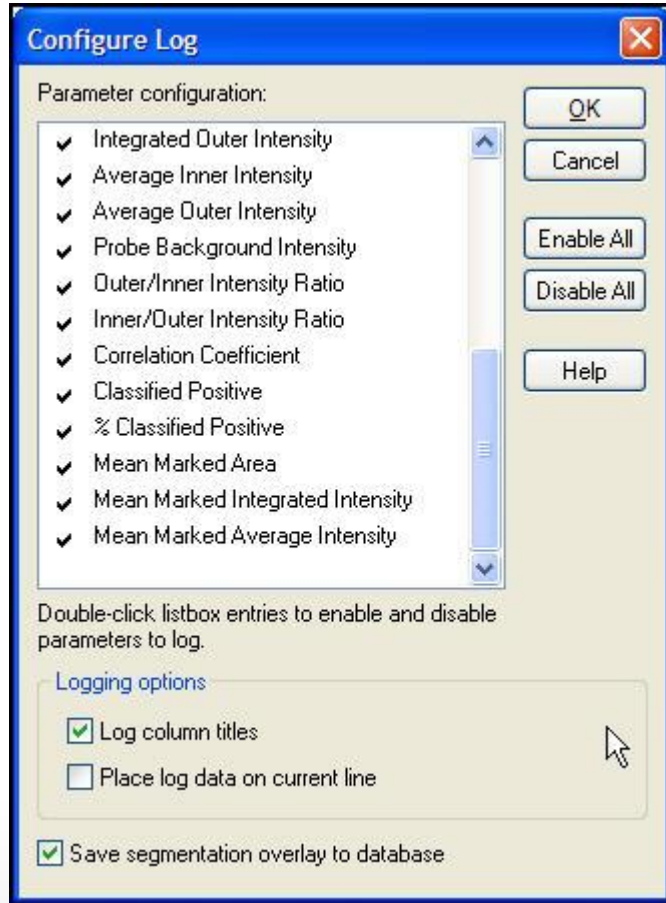 Configure Log
Parameter configuration:
Integrated Outer Intensity
Average Inner Intensity
Average Outer Intensity
Probe Background Intensity
Outer/Inner Intensity Ratio
Inner/Outer Intensity Ratio
Correlation Coefficient
Classified Positive
% Classified Positive
Mean Marked Area
Mean Marked Integrated Intensity
Mean Marked Average Intensity
OK
Cancel
Enable All
Disable All
Help
Double-click listbox entries to enable and disable
parameters to log.
Logging options
Log column titles
Place log data on current line
Save segmentation overlay to database